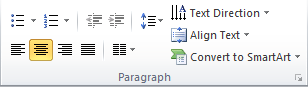 Text Direction
Align Text
Convert to SmartArt
Paragraph